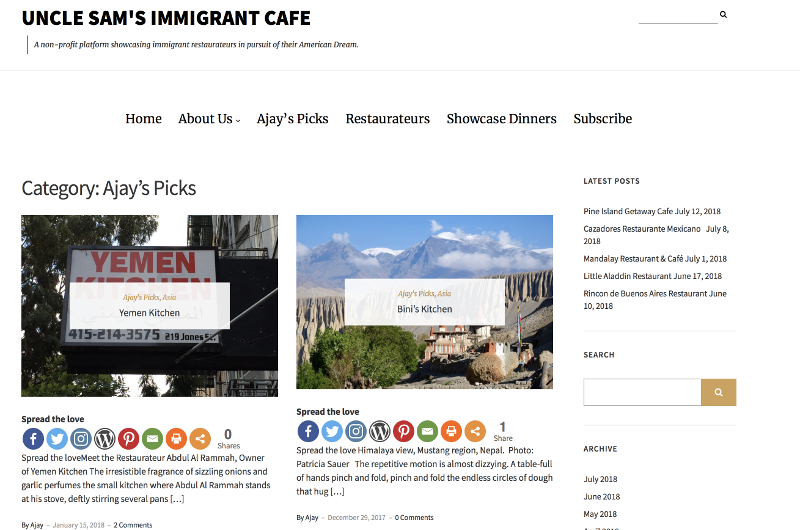 UNCLE SAM'S IMMIGRANT CAFE
A non-profit platform showcasing immigrant restaurateurs in pursuit of their American Dream.
Home About Us Ajay's Picks Restaurateurs Showcase Dinners Subscribe
Category: Ajay's Picks
YEMEN
KITCHEN
Ajay's Picks, Asia
Yemen Kitchen
415-214-3575 219 Jones St.
Spread the love
0
Shares
Spread the loveMeet the Restaurateur Abdul Al Rammah, Owner
of Yemen Kitchen The irresistible fragrance of sizzling onions and
garlic perfumes the small kitchen where Abdul Al Rammah stands
at his stove, deftly stirring several pans [...]
By Ajay – January 15, 2018 – 2 Comments
Ajay's Picks, Asia
Bini's Kitchen
Spread the love
1
Share
Spread the love Himalaya view, Mustang region, Nepal. Photo:
Patricia Sauer The repetitive motion is almost dizzying. A table-full
of hands pinch and fold, pinch and fold the endless circles of dough
that hug [...]
By Ajay – December 29, 2017 – 0 Comments
LATEST POSTS
Pine Island Getaway Cafe July 12, 2018
Cazadores Restaurante Mexicano July 8,
2018
Mandalay Restaurant & Café July 1, 2018
Little Aladdin Restaurant June 17, 2018
Rincon de Buenos Aires Restaurant June
10, 2018
SEARCH
ARCHIVE
July 2018
June 2018
May 2018